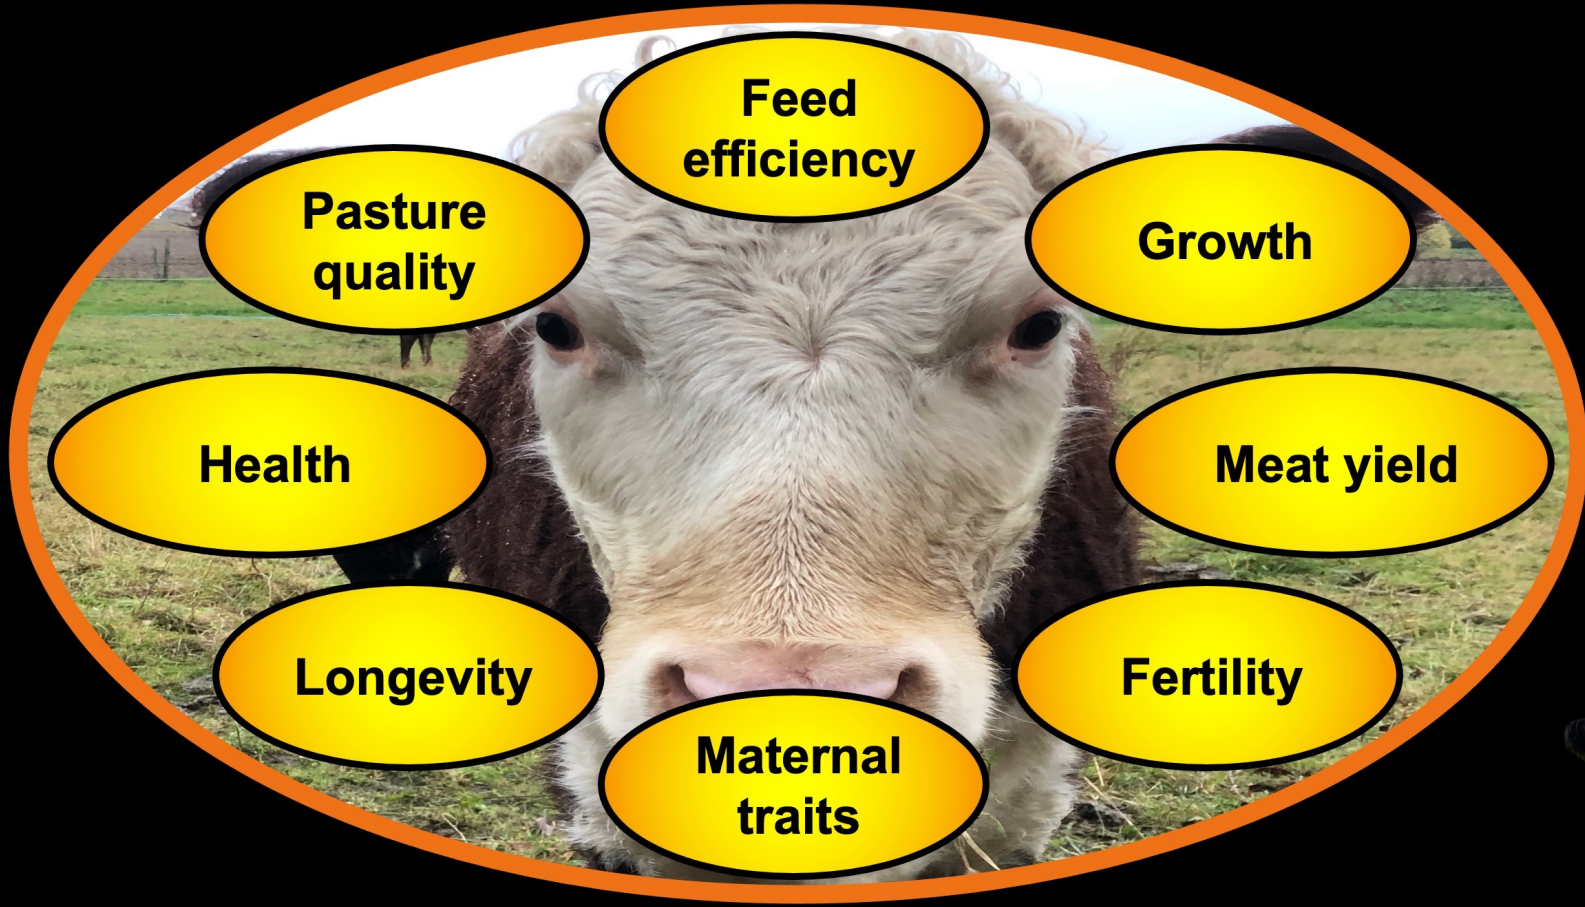 Feed
efficiency
Pasture
quality
Growth
Health
Meat yield
Longevity
Fertility
Maternal
traits